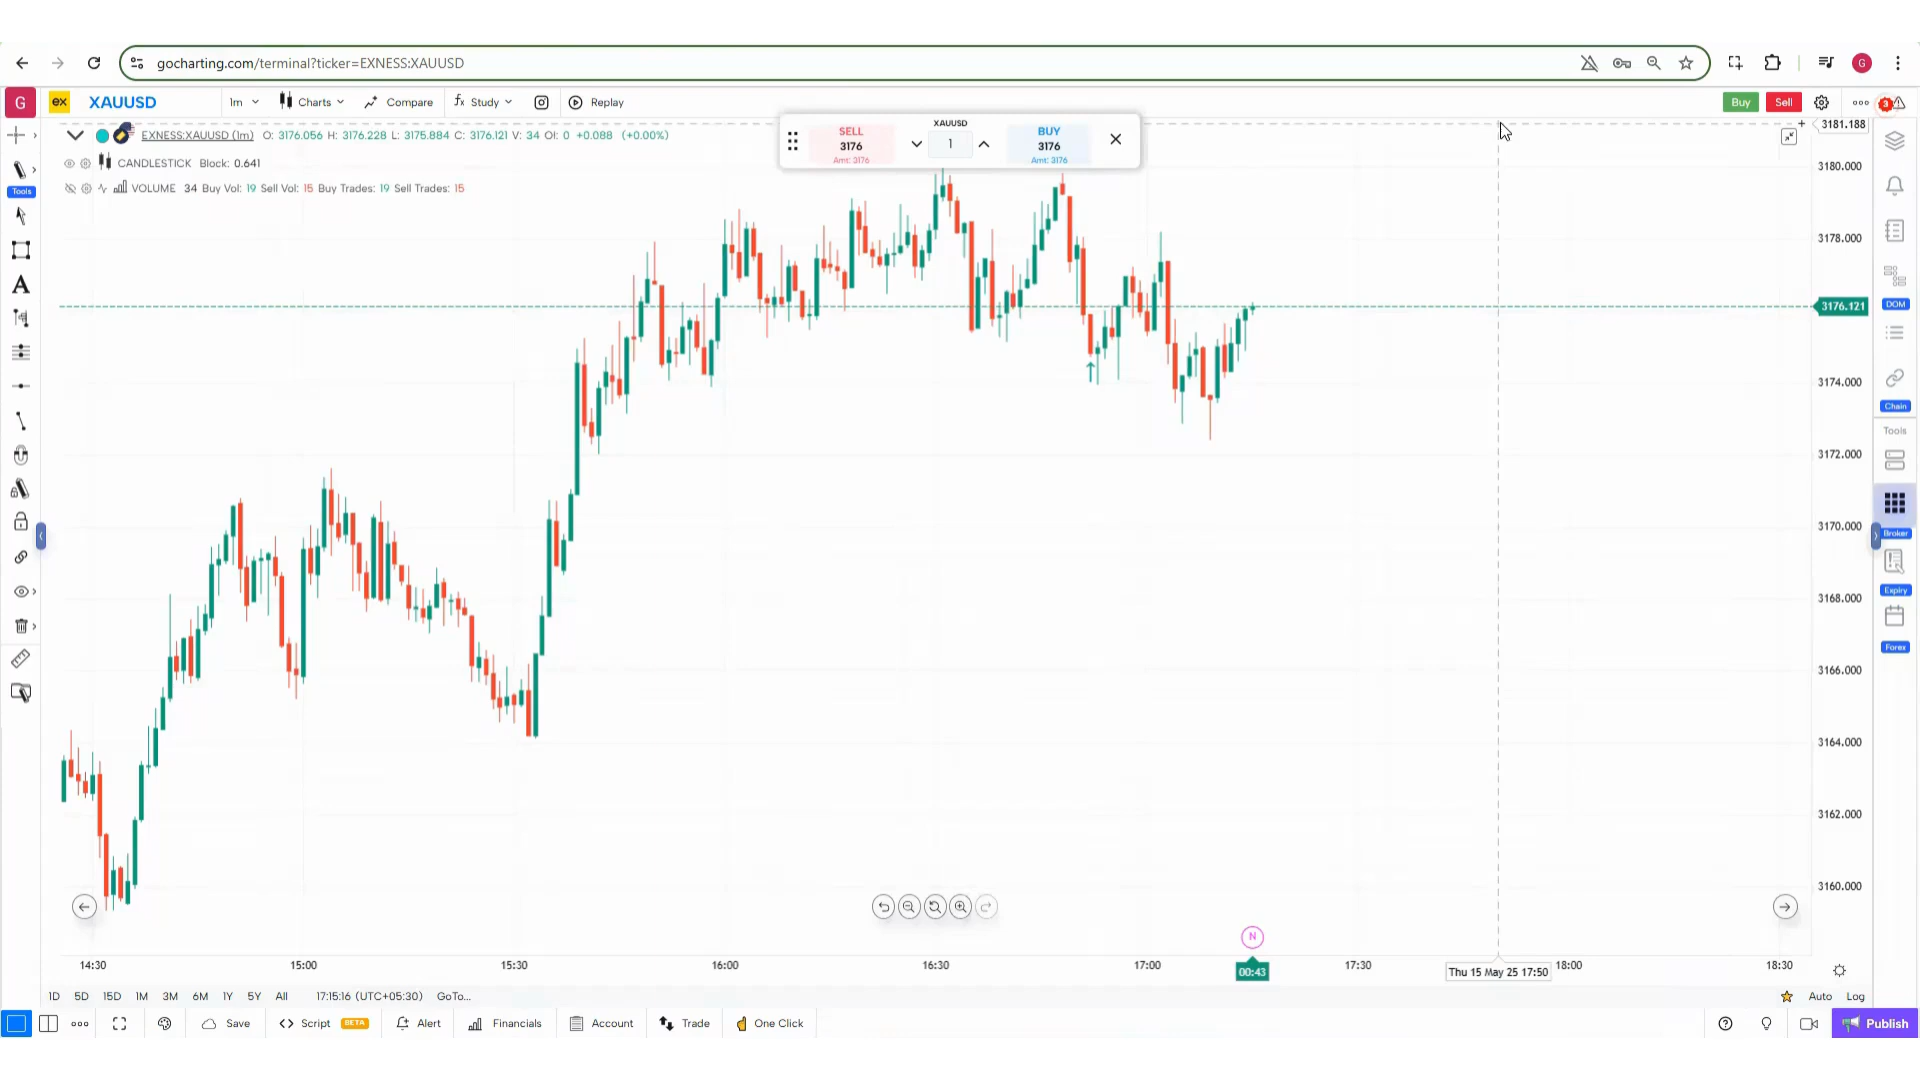 gocharting.com/terminal?ticker=EXNESS:XAUUSD
G
G ex XAUUSD 1m Charts Compare fx Study Replay Buy Sell 3
EXNESS:XAUUSD (1m) O: 3176.056 H: 3176.228 L: 3175.884 C: 3176.121 V: 34 OI: 0 +0.088 (+0.00%)
CANDLESTICK Block: 0.641
VOLUME 34 Buy Vol: 19 Sell Vol: 15 Buy Trades: 19 Sell Trades: 15
XAUUSD
SELL
3176
Amt: 3176
1
BUY
3176
Amt: 3176
Tools
A
3181.188
3180.000
3178.000
3176.121
3174.000
3172.000
3170.000
3168.000
3166.000
3164.000
3162.000
3160.000
DOM
Chain
Tools
Broker
Expiry
Forex
N
14:30 15:00 15:30 16:00 16:30 17:00 00:43 17:30 Thu 15 May 25 17:50 18:00 18:30
1D 5D 15D 1M 3M 6M 1Y 5Y All 17:15:16 (UTC+05:30) GoTo... Auto Log
Save Script BETA Alert Financials Account Trade One Click Publish